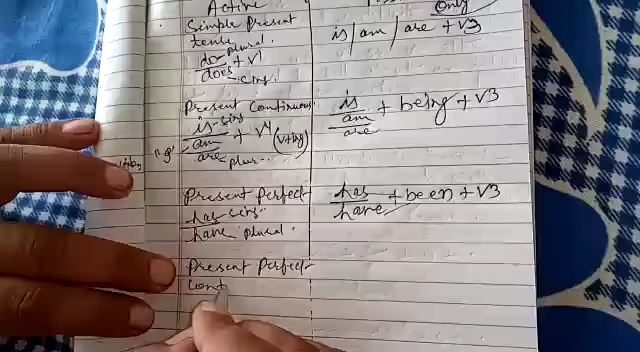 Active
only
Simple Present
tense
is/am/are +V3
do plural
does + V1
sing.
Present Continuous
is sing
am + V4 (V+ing)
are plur..
is
am + being + V3
are
Present Perfect
has sing.
have plural.
has
have + been + V3
Present Perfect
Cont